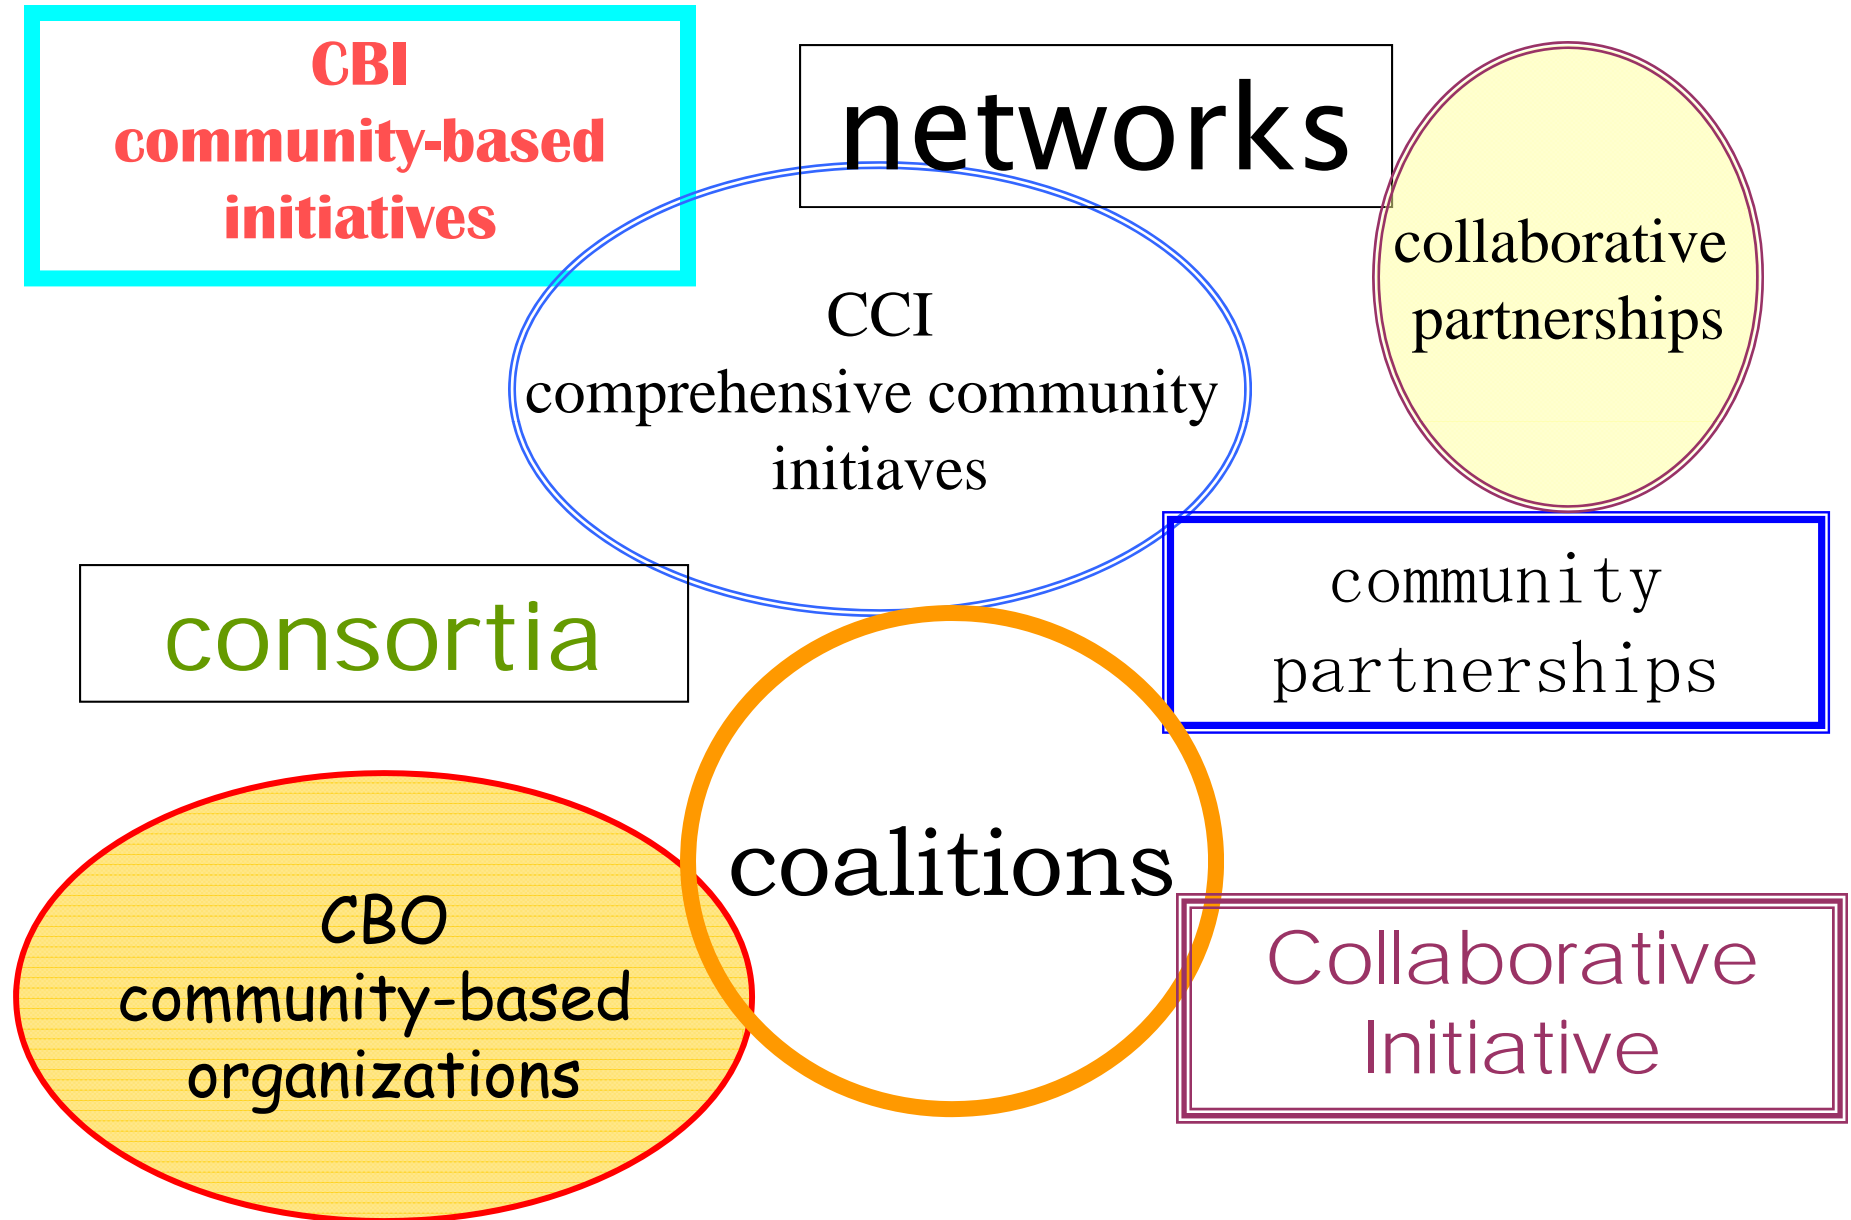 CBI
community-based
initiatives
networks
collaborative
partnerships
CCI
comprehensive community
initiaves
consortia
community
partnerships
coalitions
CBO
community-based
organizations
Collaborative
Initiative